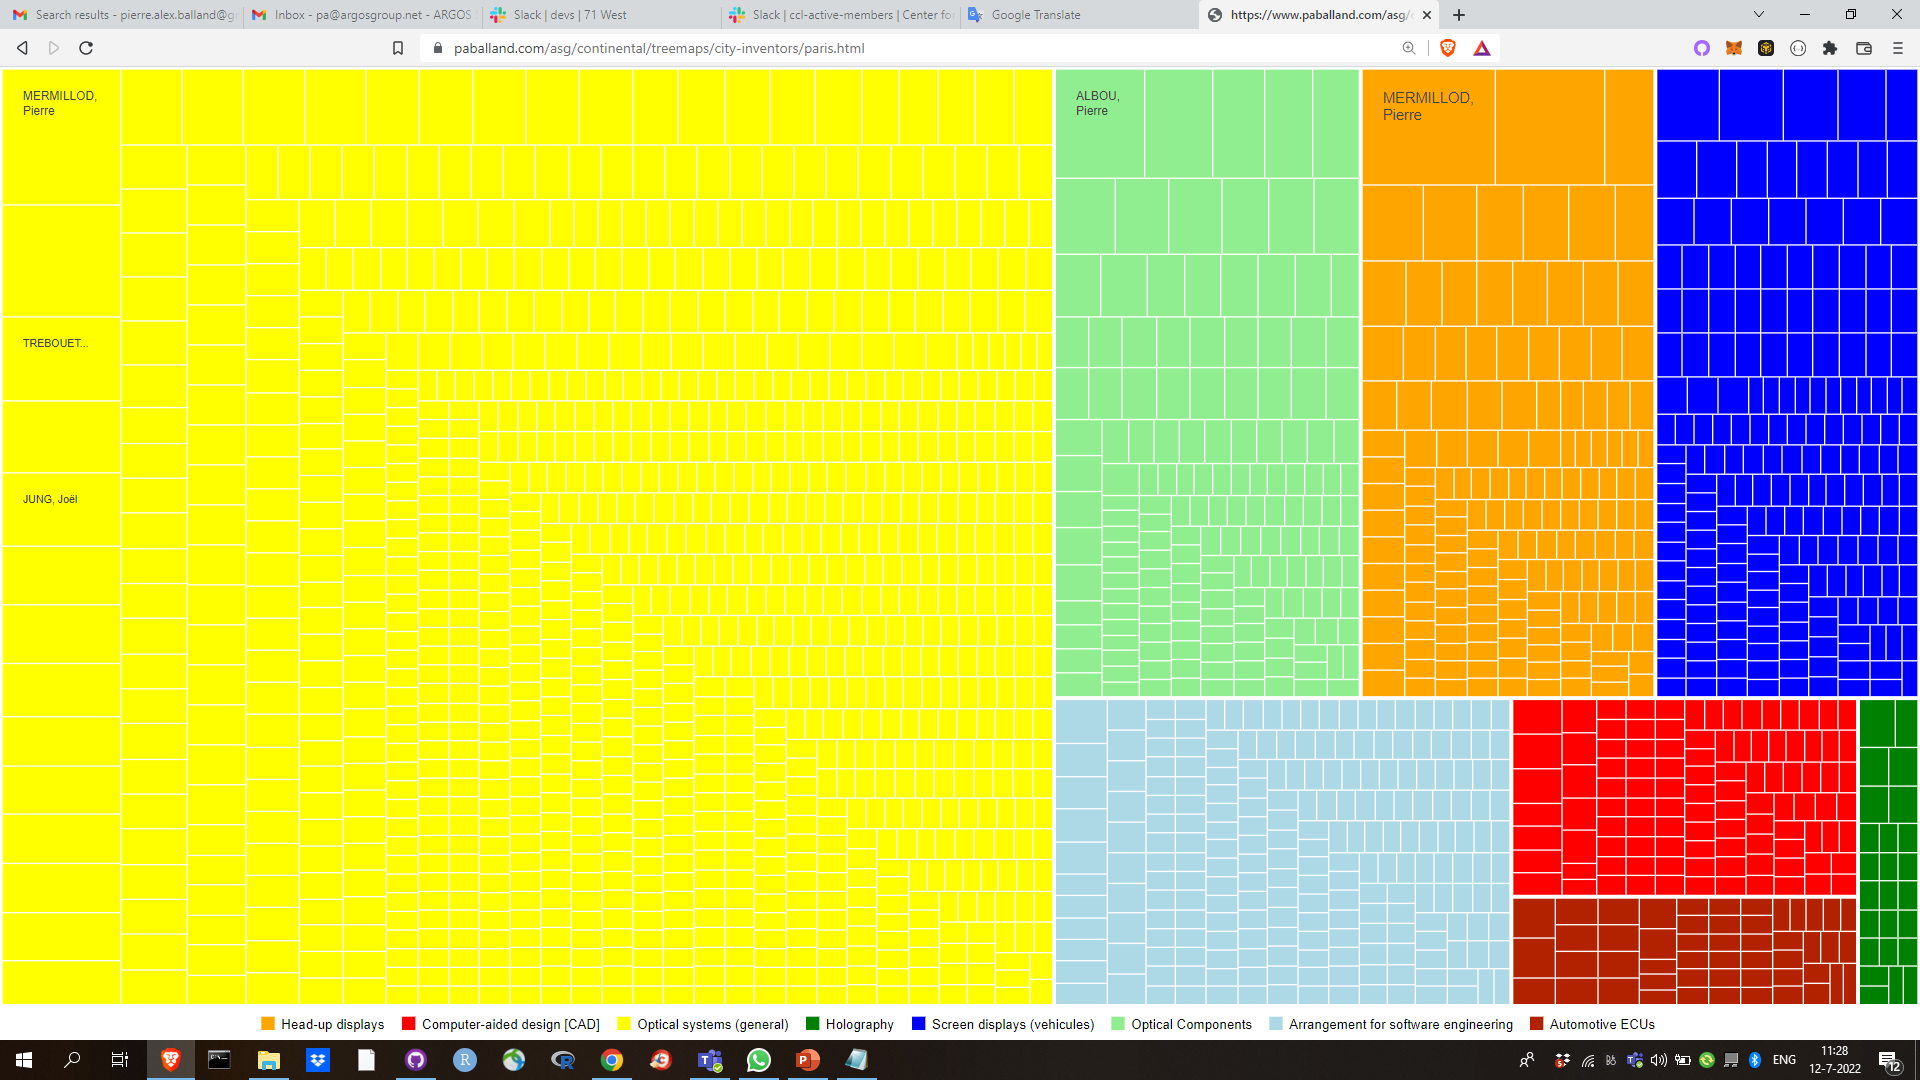 Search results - pierre.alex.balland@g
Inbox - pa@argosgroup.net - ARGOS
Slack | devs | 71 West
Slack | ccl-active-members | Center fo
Google Translate
https://www.paballand.com/asg/
paballand.com/asg/continental/treemaps/city-inventors/paris.html
MERMILLOD,
Pierre
TREBOUET...
JUNG, Joël
ALBOU,
Pierre
MERMILLOD,
Pierre
Head-up displays
Computer-aided design [CAD]
Optical systems (general)
Holography
Screen displays (vehicules)
Optical Components
Arrangement for software engineering
Automotive ECUs
ENG
11:28
12-7-2022
12